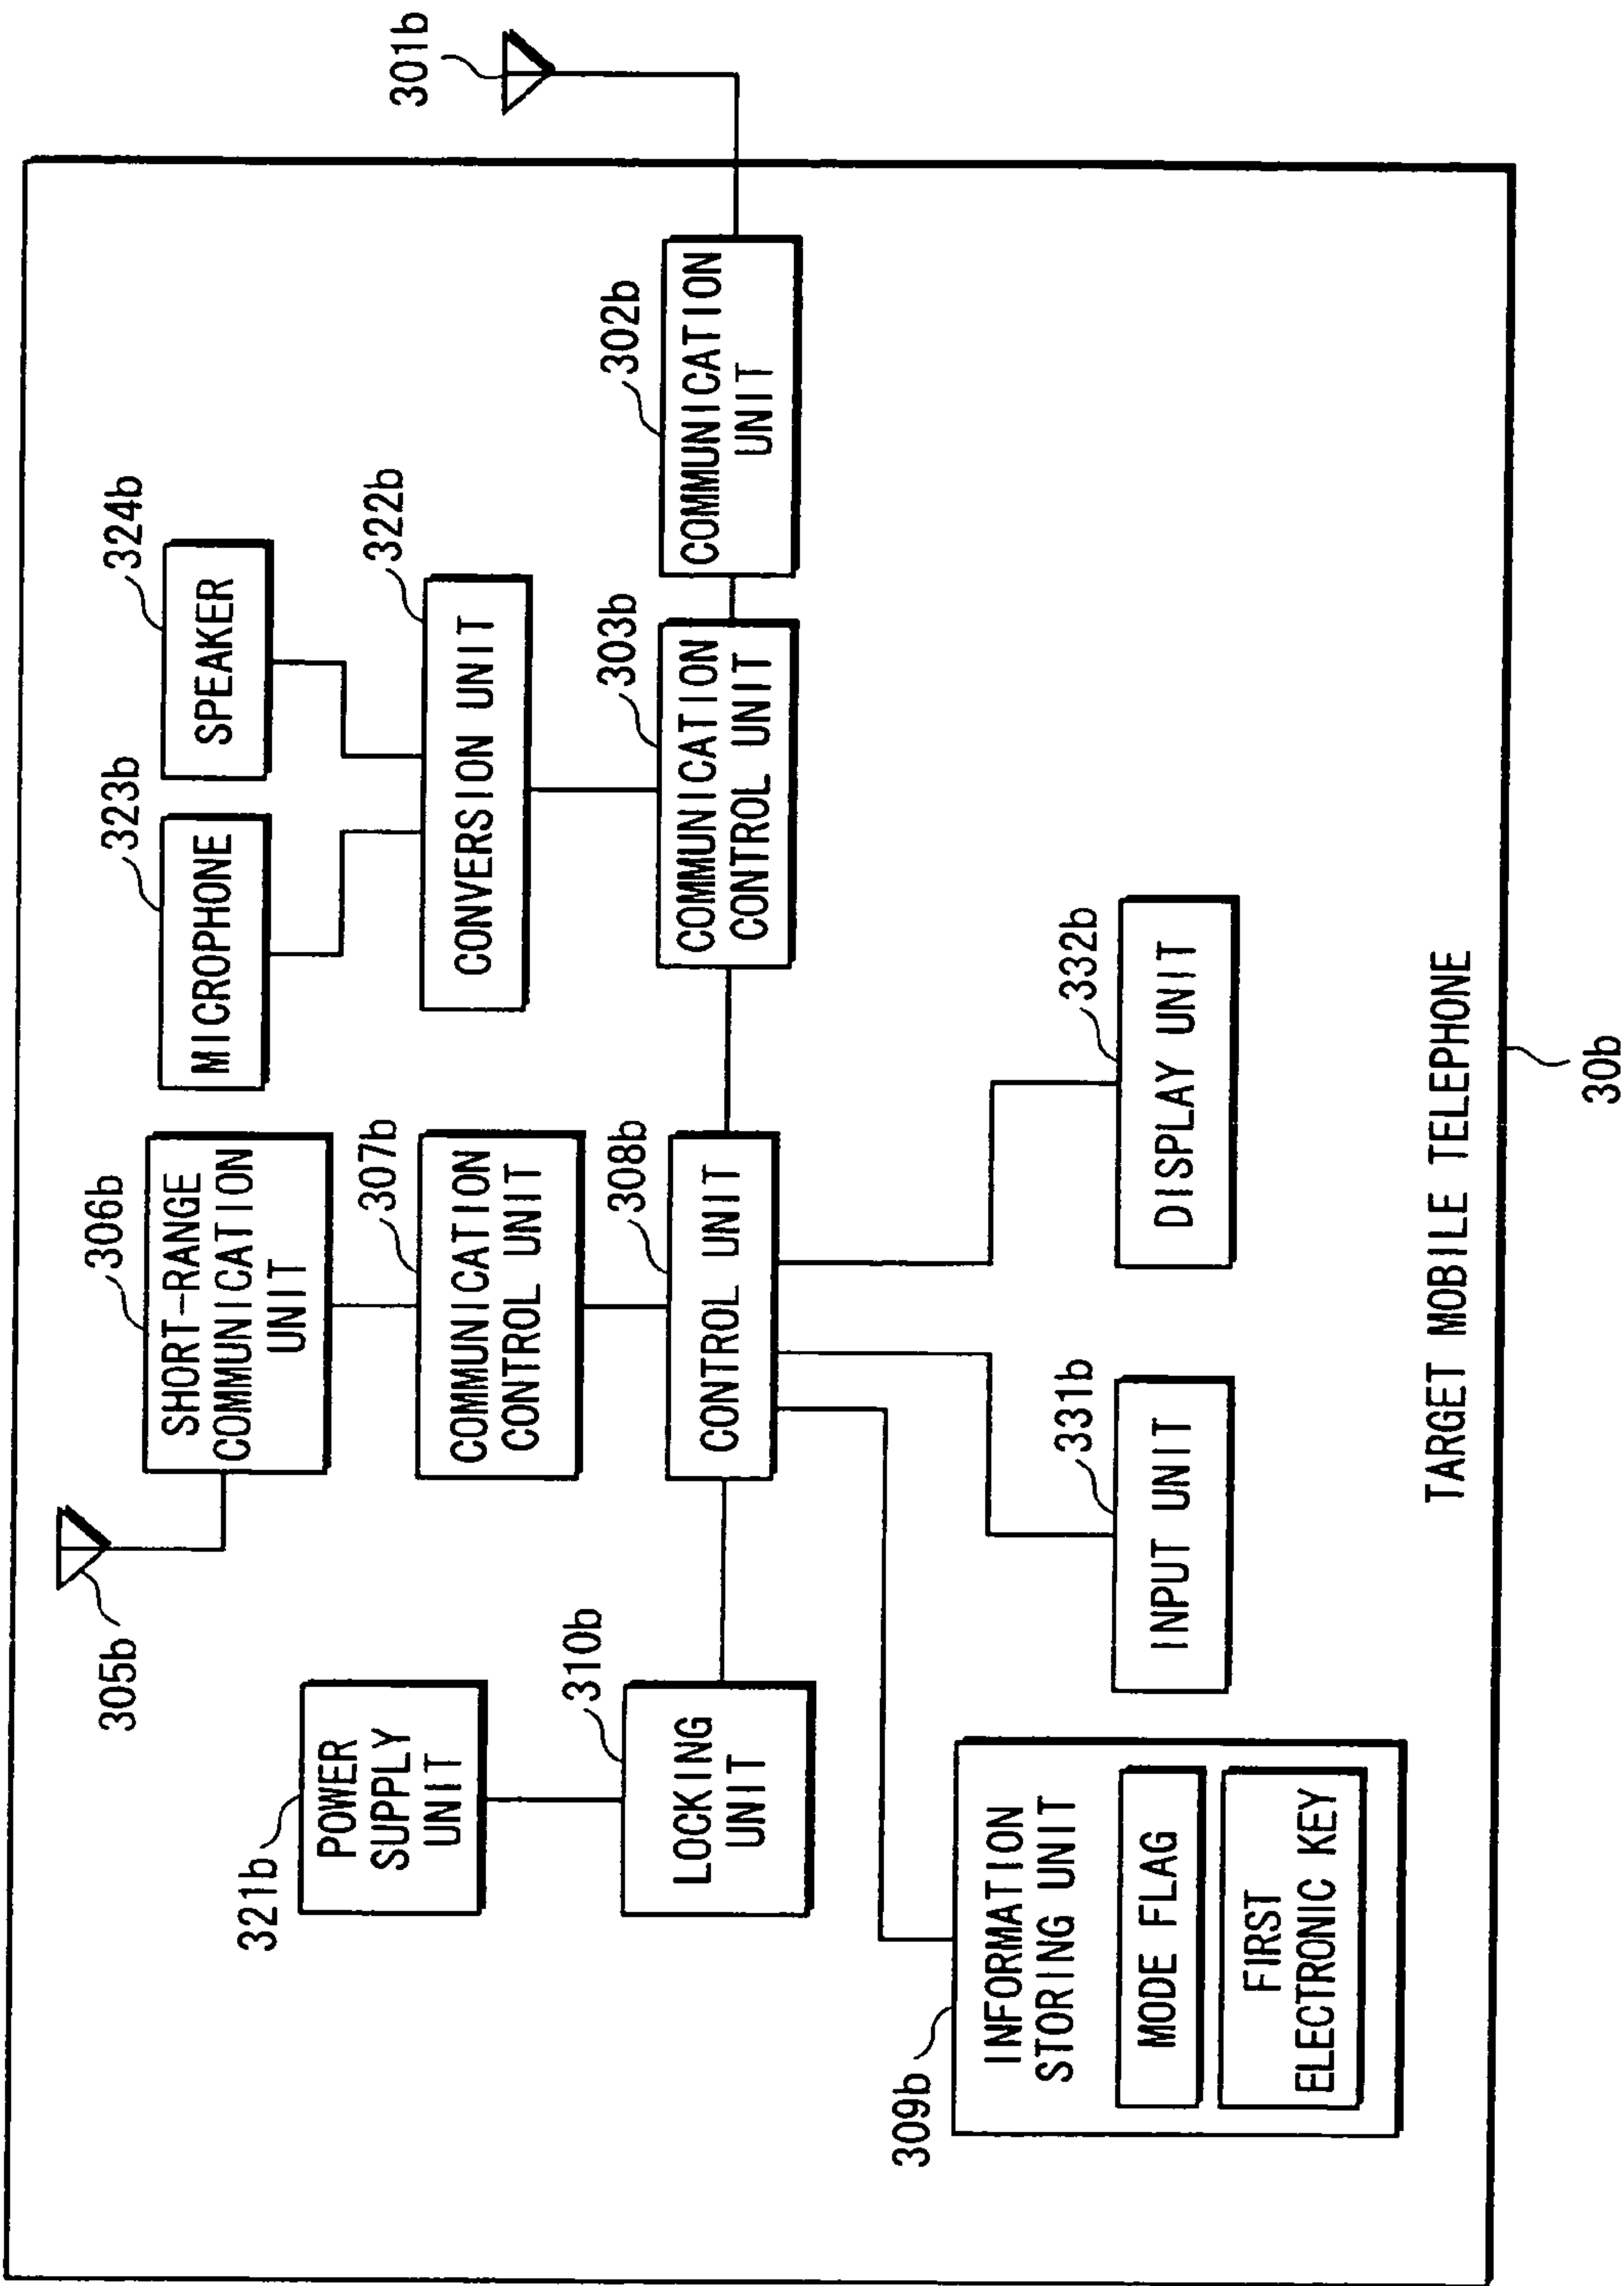 305b
306b
SHORT-RANGE
COMMUNICATION
UNIT
323b
MICROPHONE
324b
SPEAKER
301b
321b
POWER
SUPPLY
UNIT
307b
COMMUNICATION
CONTROL UNIT
322b
CONVERSION UNIT
310b
LOCKING
UNIT
308b
CONTROL UNIT
303b
COMMUNICATION
CONTROL UNIT
302b
COMMUNICATION
UNIT
309b
INFORMATION
STORING UNIT
MODE FLAG
FIRST
ELECTRONIC KEY
331b
INPUT UNIT
332b
DISPLAY UNIT
TARGET MOBILE TELEPHONE
30b